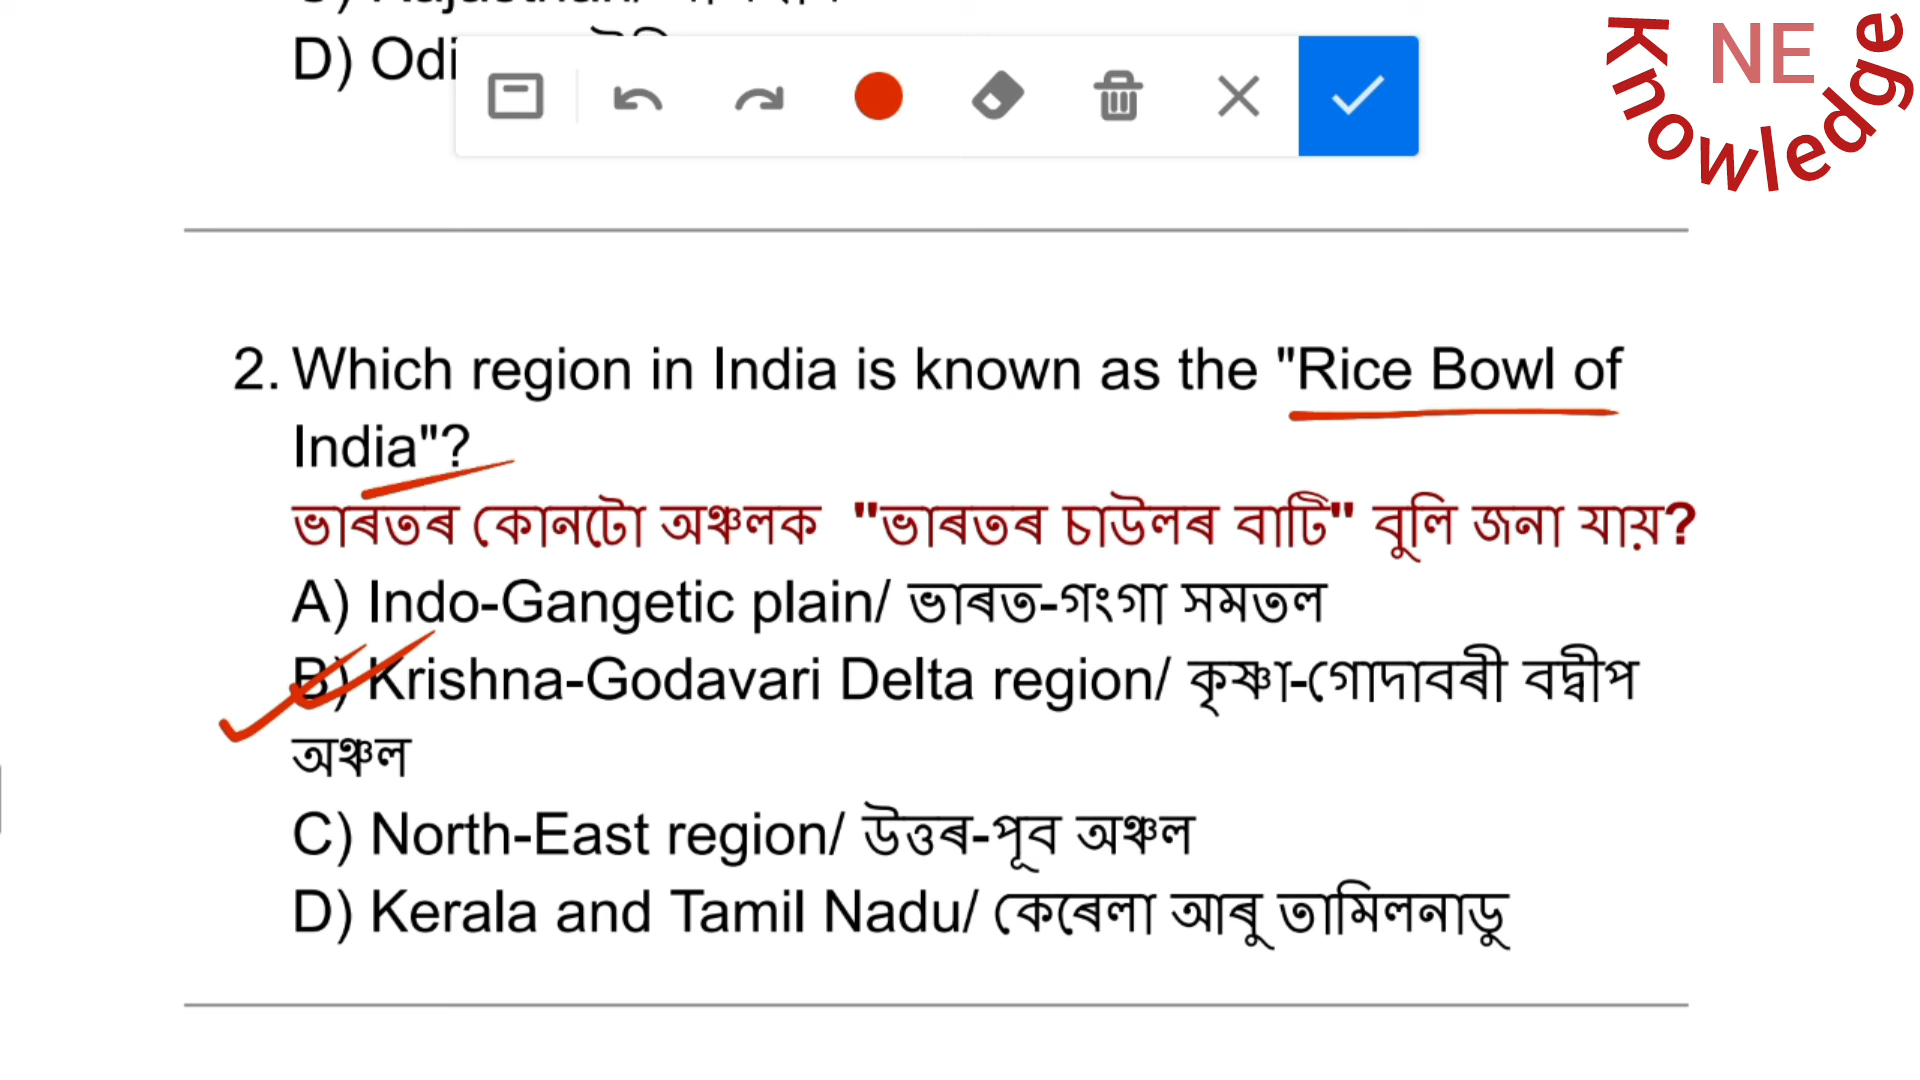 D) Odi
NE
Knowledge
2. Which region in India is known as the "Rice Bowl of
India"?
ভাৰতৰ কোনটো অঞ্চলক "ভাৰতৰ চাউলৰ বাটি" বুলি জনা যায়?
A) Indo-Gangetic plain/ ভাৰত-গংগা সমতল
B) Krishna-Godavari Delta region/ কৃষ্ণা-গোদাবৰী বদ্বীপ
অঞ্চল
C) North-East region/ উত্তৰ-পূব অঞ্চল
D) Kerala and Tamil Nadu/ কেৰেলা আৰু তামিলনাডু